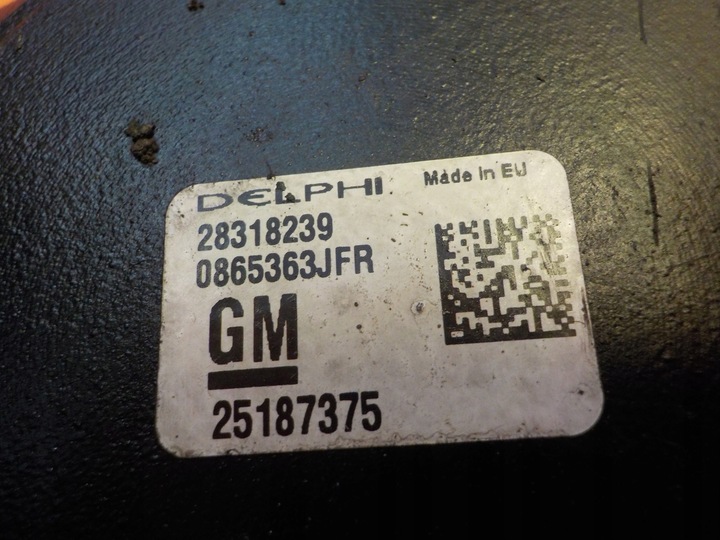 DELPHI Made in EU
28318239
0865363JFR
GM
25187375